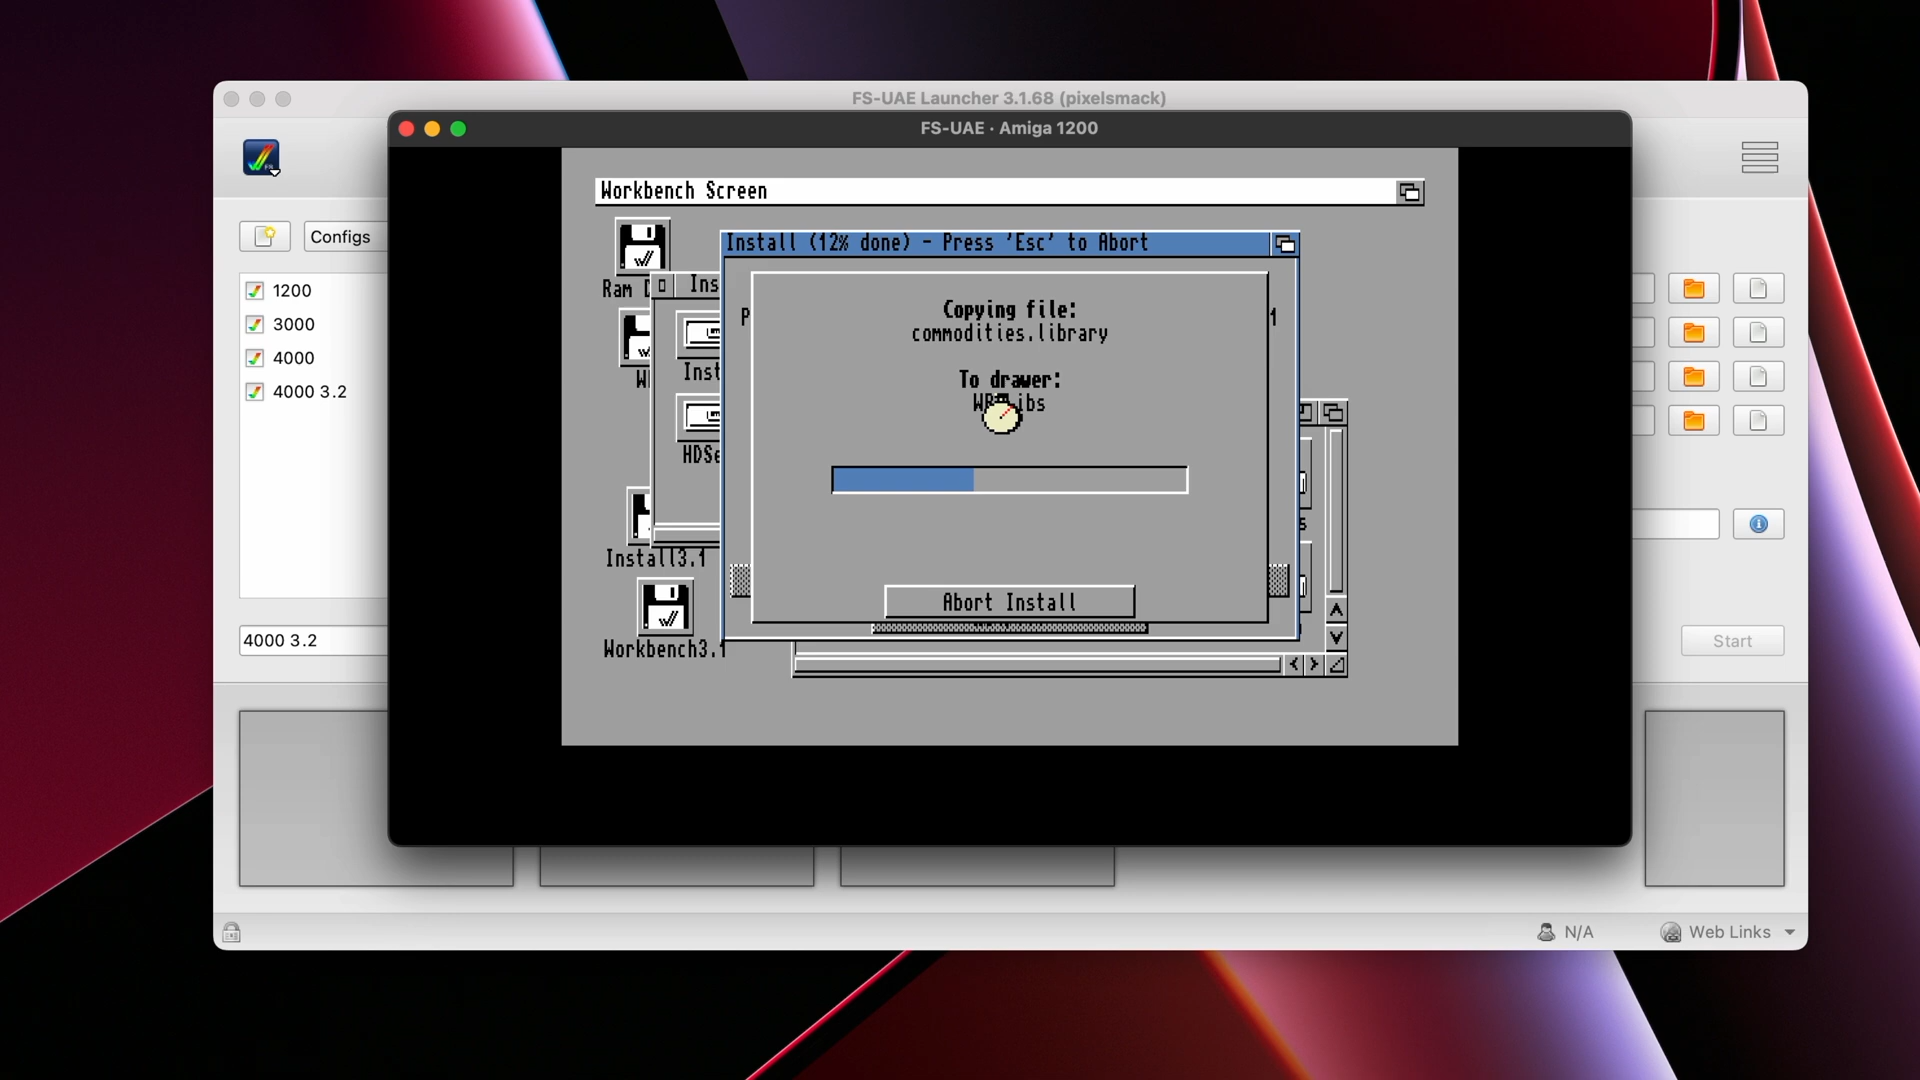 FS-UAE Launcher 3.1.68 (pixelsmack)
FS-UAE · Amiga 1200
Workbench Screen
Install (12% done) - Press 'Esc' to Abort
Ram
Ins
Copying file:
commodities.library
To drawer:
Inst
HDSe
Install3.1
Workbench3.1
Abort Install
Configs
1200
3000
4000
4000 3.2
4000 3.2
Start
N/A
Web Links